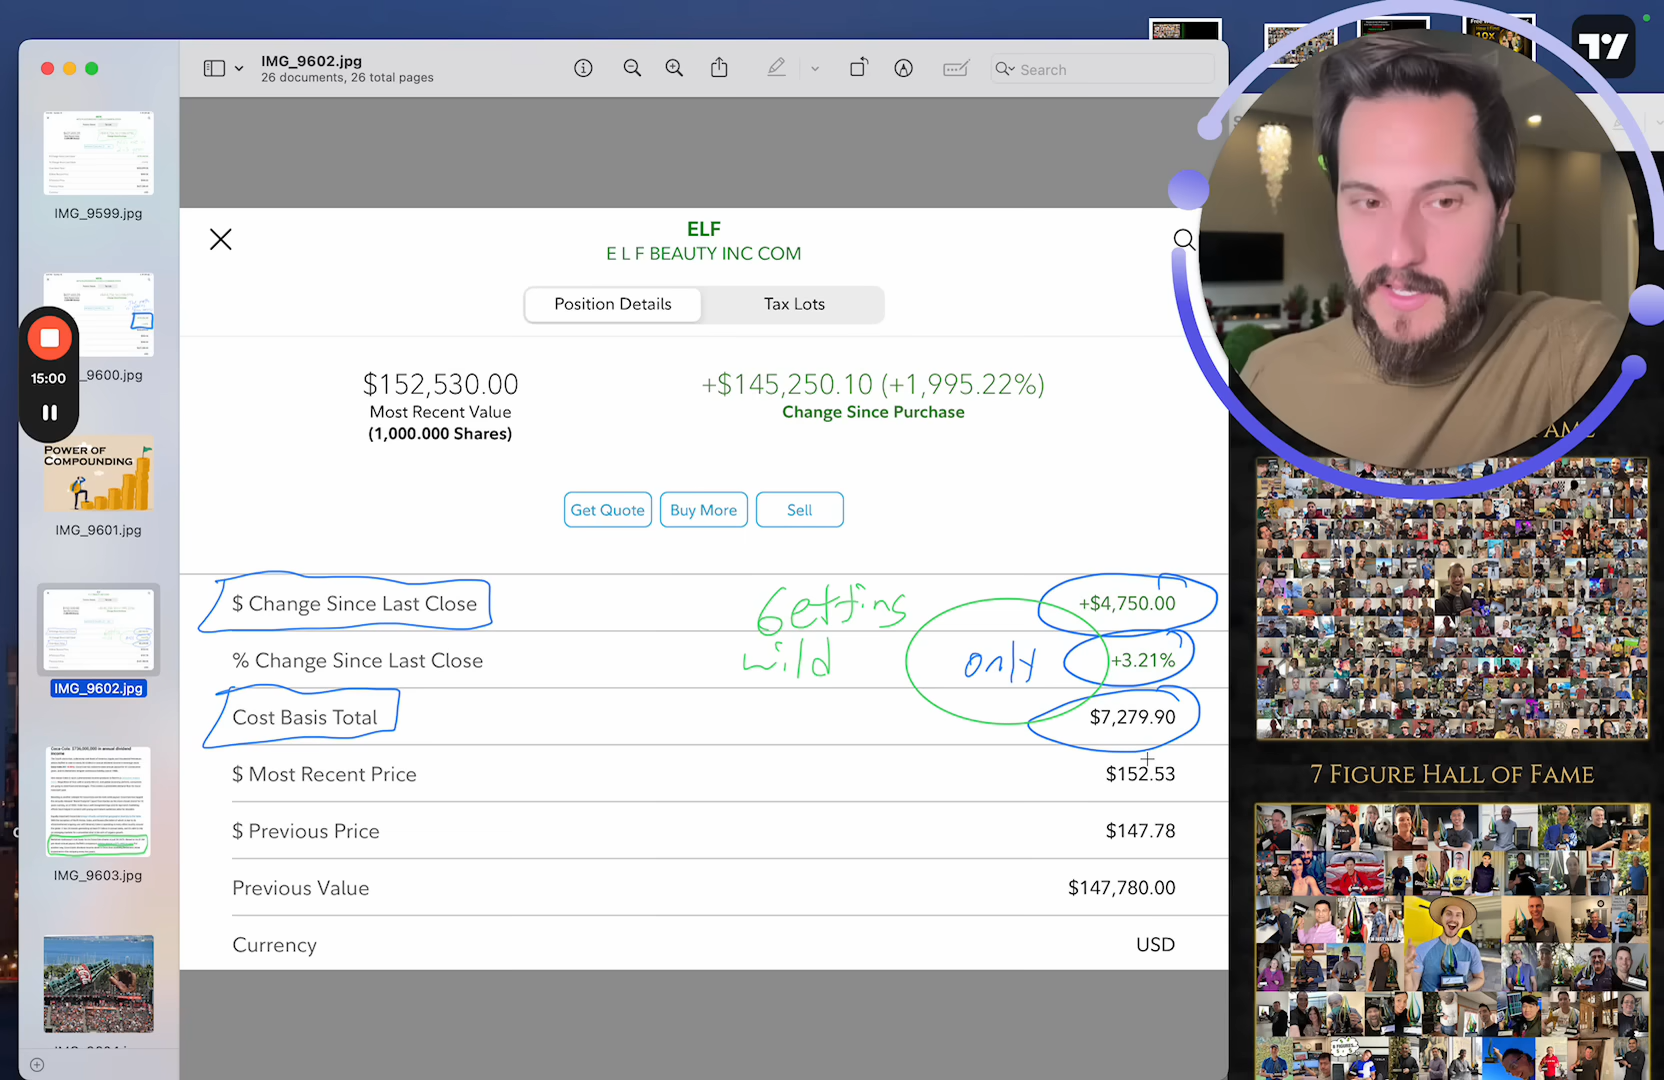 IMG_9602.jpg
26 documents, 26 total pages
Search
IMG_9599.jpg
_9600.jpg
15:00
POWER OF
COMPOUNDING
IMG_9601.jpg
IMG_9602.jpg
IMG_9603.jpg
ELF
E L F BEAUTY INC COM
Position Details
Tax Lots
$152,530.00
Most Recent Value
(1,000.000 Shares)
+$145,250.10 (+1,995.22%)
Change Since Purchase
Get Quote
Buy More
Sell
$ Change Since Last Close
+$4,750.00
Getting
wild
% Change Since Last Close
only
+3.21%
Cost Basis Total
$7,279.90
$ Most Recent Price
$152.53
$ Previous Price
$147.78
Previous Value
$147,780.00
Currency
USD
7 FIGURE HALL OF FAME